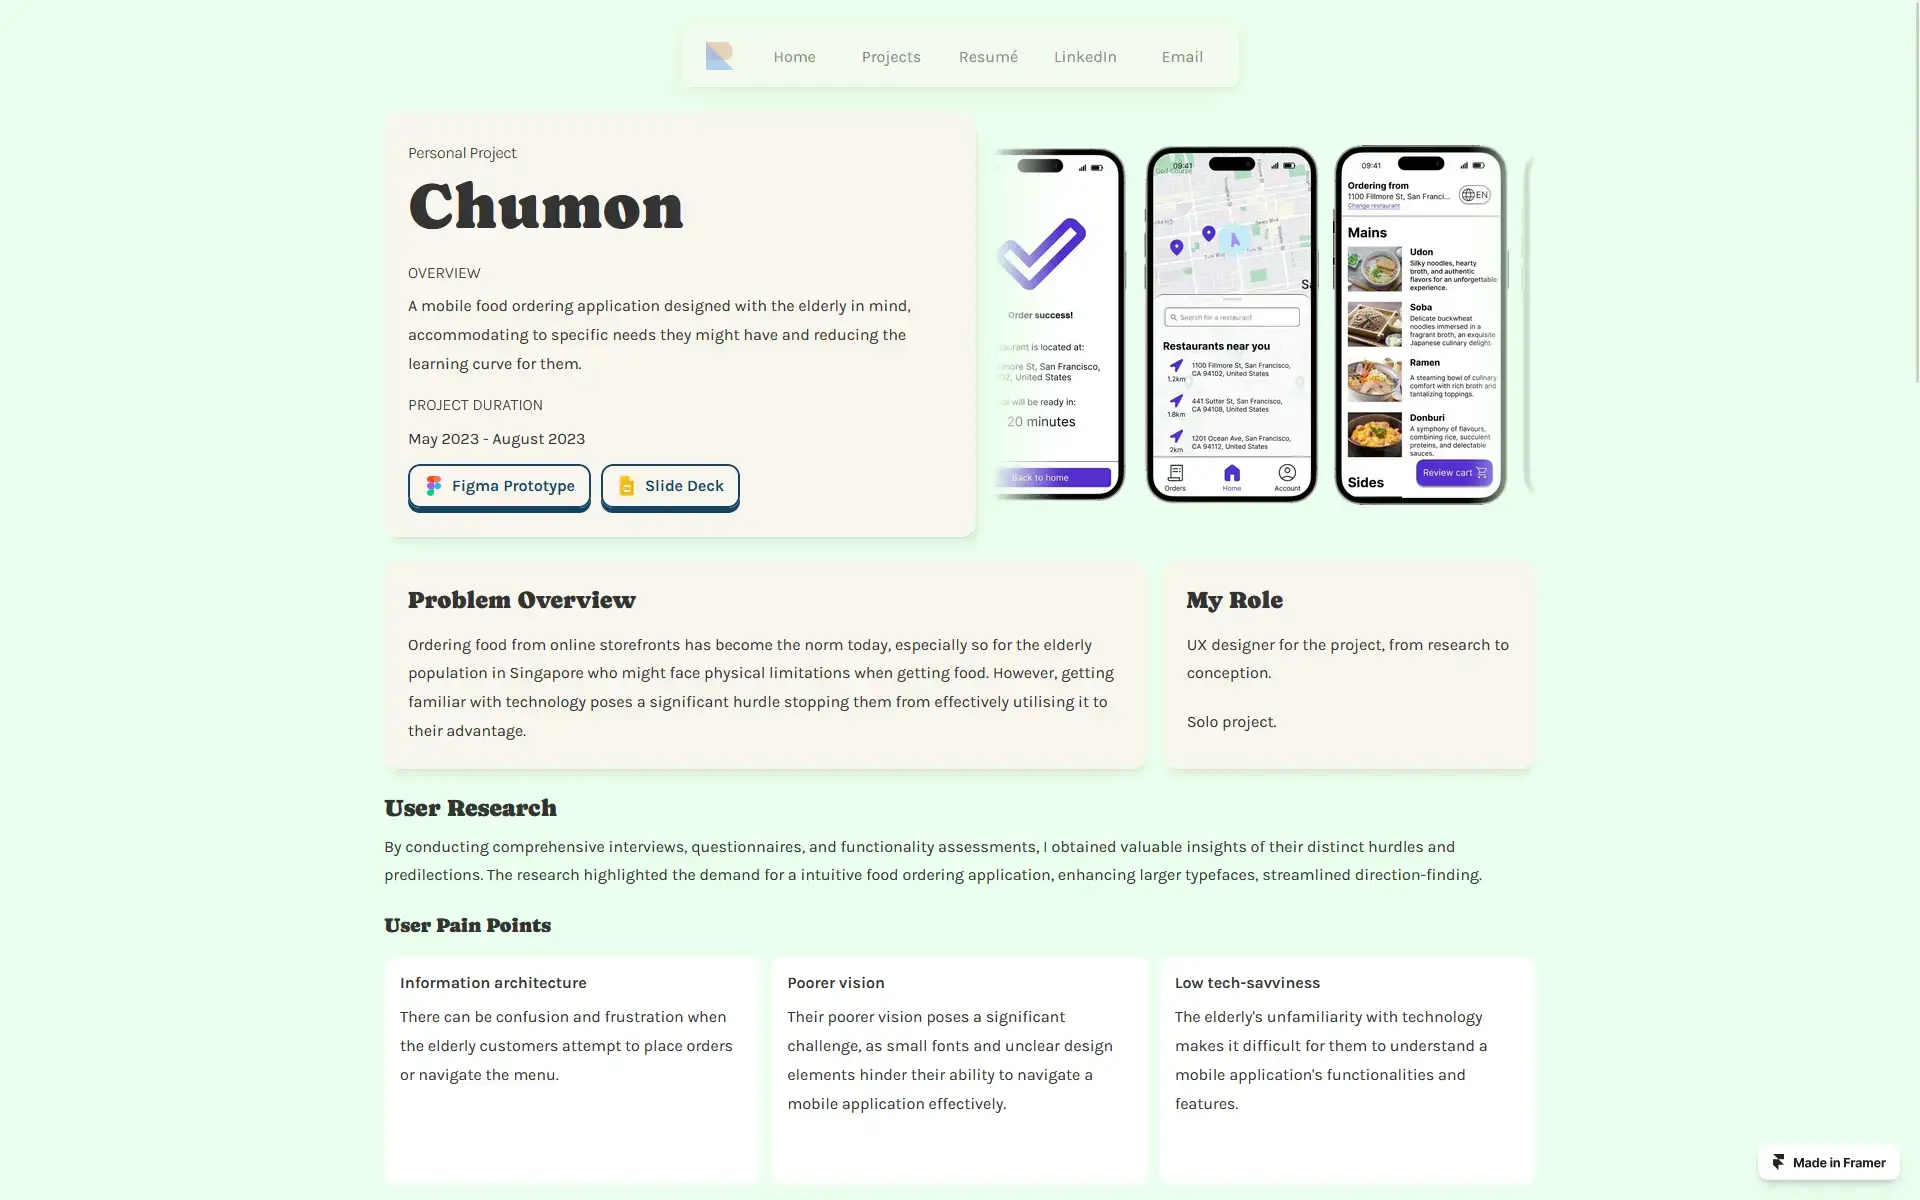 Home Projects Resumé LinkedIn Email
Personal Project
Chumon
OVERVIEW
A mobile food ordering application designed with the elderly in mind,
accommodating to specific needs they might have and reducing the
learning curve for them.
PROJECT DURATION
May 2023 - August 2023
Figma Prototype
Slide Deck
Order success!
taurant is located at:
lmore St, San Francisco,
02, United States
will be ready in:
20 minutes
Back to home
09:41
Golf Course
Search for a restaurant
Restaurants near you
1100 Fillmore St, San Francisco,
CA 94102, United States
1.2km
441 Sutter St, San Francisco,
CA 94108, United States
1.8km
1201 Ocean Ave, San Francisco,
CA 94112, United States
2km
Orders Home Account
09:41
Ordering from
1100 Fillmore St, San Franci...
Change restaurant
EN
Mains
Udon
Silky noodles, hearty
broth, and authentic
flavors for an unforgettable
experience.
Soba
Delicate buckwheat
noodles immersed in a
fragrant broth, an exquisite
Japanese culinary delight.
Ramen
A steaming bowl of culinary
comfort with rich broth and
tantalizing toppings.
Donburi
A symphony of flavours,
combining rice, succulent
proteins, and delectable
sauces.
Review cart
Sides
Problem Overview
Ordering food from online storefronts has become the norm today, especially so for the elderly
population in Singapore who might face physical limitations when getting food. However, getting
familiar with technology poses a significant hurdle stopping them from effectively utilising it to
their advantage.
My Role
UX designer for the project, from research to
conception.
Solo project.
User Research
By conducting comprehensive interviews, questionnaires, and functionality assessments, I obtained valuable insights of their distinct hurdles and
predilections. The research highlighted the demand for a intuitive food ordering application, enhancing larger typefaces, streamlined direction-finding.
User Pain Points
Information architecture
There can be confusion and frustration when
the elderly customers attempt to place orders
or navigate the menu.
Poorer vision
Their poorer vision poses a significant
challenge, as small fonts and unclear design
elements hinder their ability to navigate a
mobile application effectively.
Low tech-savviness
The elderly's unfamiliarity with technology
makes it difficult for them to understand a
mobile application's functionalities and
features.
Made in Framer